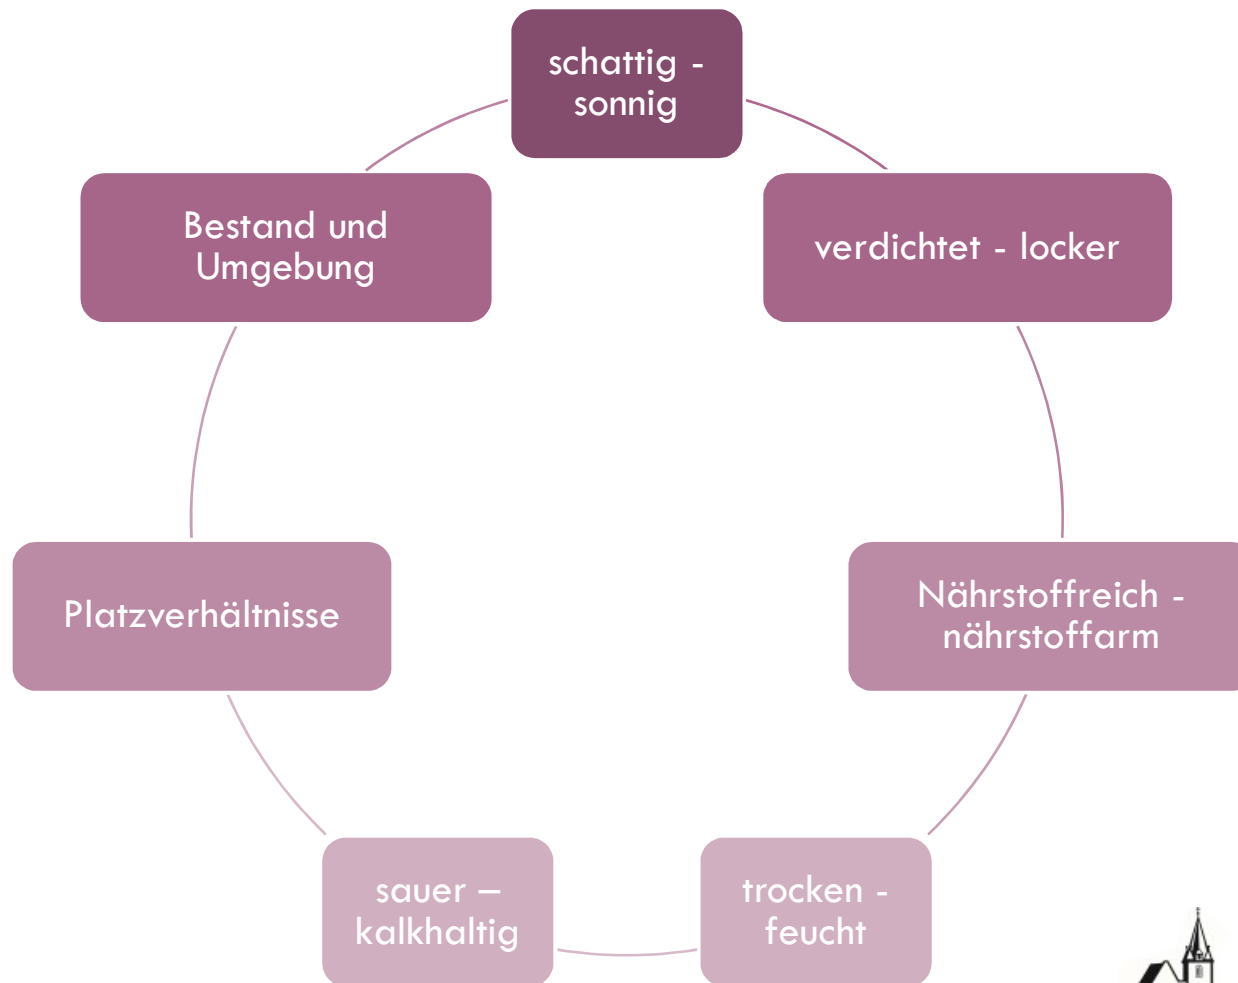 schattig -
sonnig
verdichtet - locker
Nährstoffreich -
nährstoffarm
trocken -
feucht
sauer –
kalkhaltig
Platzverhältnisse
Bestand und
Umgebung